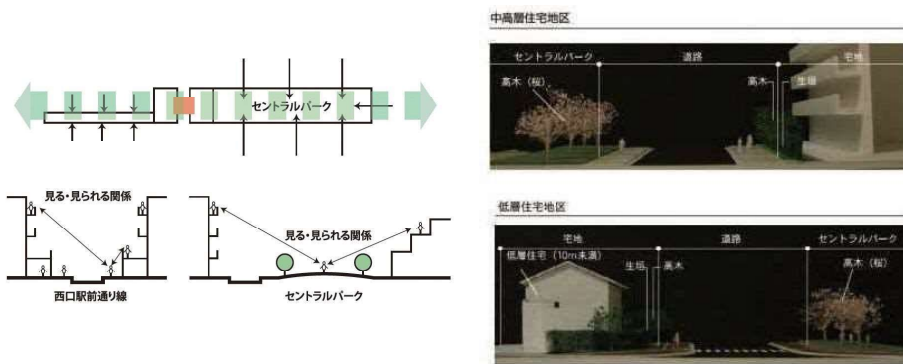 セントラルパーク
見る・見られる関係
西口駅前通り線
見る・見られる関係
セントラルパーク
中高層住宅地区
セントラルパーク
道路
宅地
高木（桜）
高木
生垣
低層住宅地区
宅地
道路
セントラルパーク
低層住宅（10m未満）
生垣
高木
高木（桜）